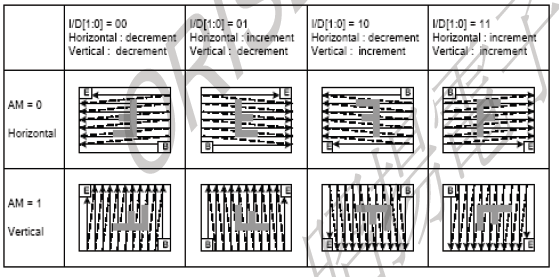 I/D[1:0] = 00
Horizontal : decrement
Vertical : decrement
I/D[1:0] = 01
Horizontal : increment
Vertical : decrement
I/D[1:0] = 10
Horizontal : decrement
Vertical : increment
I/D[1:0] = 11
Horizontal : increment
Vertical : increment
AM = 0
Horizontal
E
B
E
B
B
E
B
E
AM = 1
Vertical
E
B
E
B
B
E
B
E